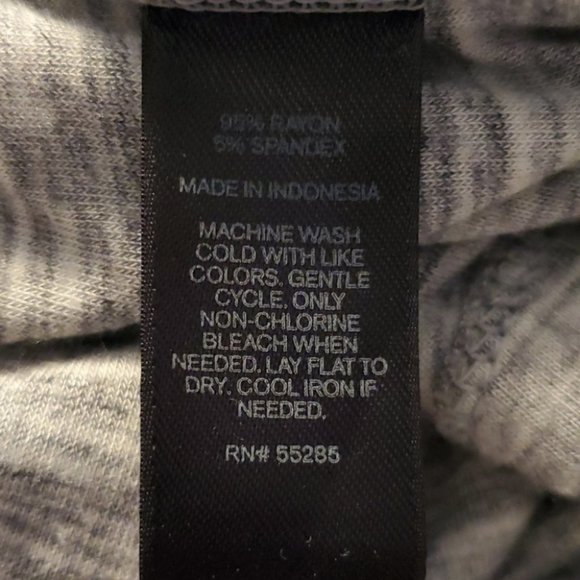 95% RAYON
5% SPANDEX
MADE IN INDONESIA
MACHINE WASH
COLD WITH LIKE
COLORS. GENTLE
CYCLE. ONLY
NON-CHLORINE
BLEACH WHEN
NEEDED. LAY FLAT TO
DRY. COOL IRON IF
NEEDED.
RN# 55285